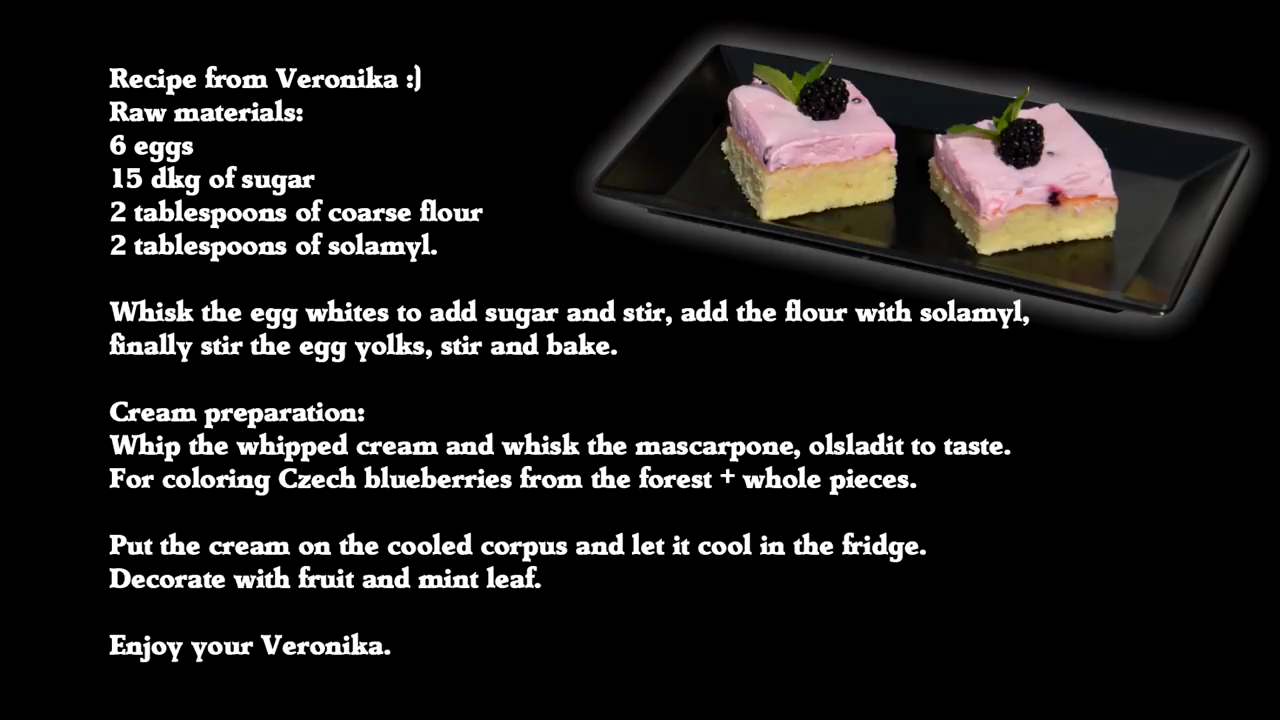 Recipe from Veronika :)
Raw materials:
6 eggs
15 dkg of sugar
2 tablespoons of coarse flour
2 tablespoons of solamyl.
Whisk the egg whites to add sugar and stir, add the flour with solamyl,
finally stir the egg yolks, stir and bake.
Cream preparation:
Whip the whipped cream and whisk the mascarpone, olsladit to taste.
For coloring Czech blueberries from the forest + whole pieces.
Put the cream on the cooled corpus and let it cool in the fridge.
Decorate with fruit and mint leaf.
Enjoy your Veronika.